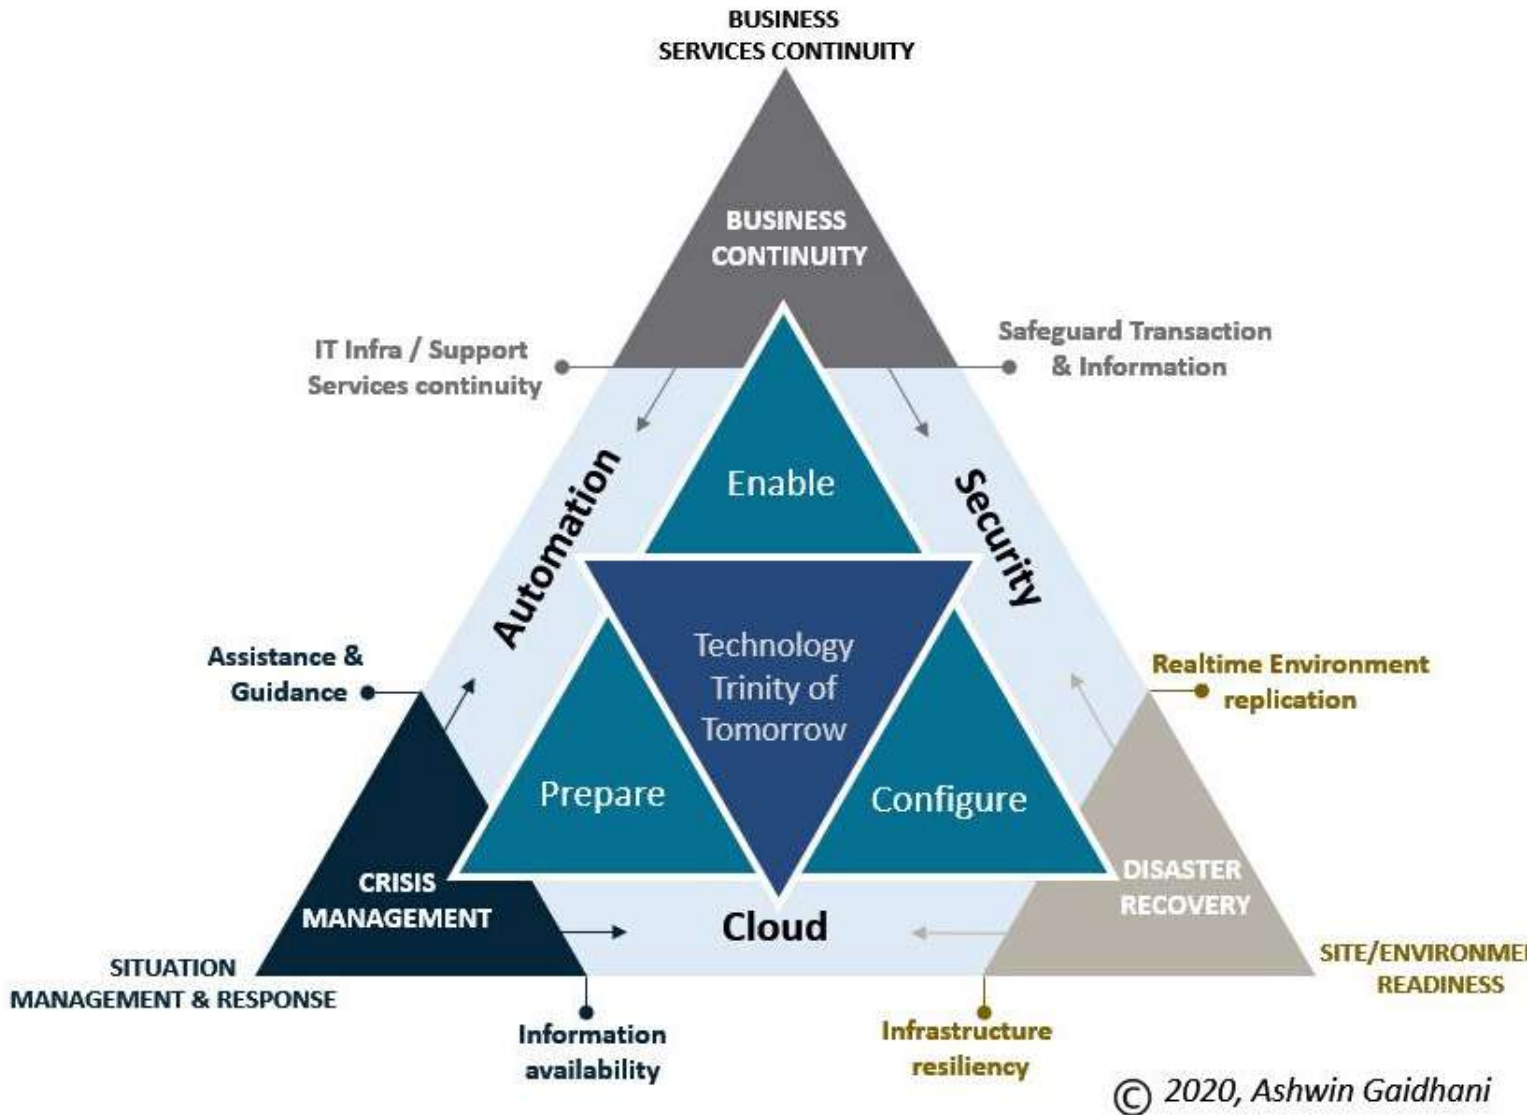 BUSINESS
SERVICES CONTINUITY
BUSINESS
CONTINUITY
IT Infra / Support
Services continuity
Safeguard Transaction
& Information
Enable
Automation
Security
Technology
Trinity of
Tomorrow
Assistance &
Guidance
Realtime Environment
replication
Prepare
Configure
CRISIS
MANAGEMENT
DISASTER
RECOVERY
Cloud
SITUATION
MANAGEMENT & RESPONSE
SITE/ENVIRONME
READINESS
Information
availability
Infrastructure
resiliency
© 2020, Ashwin Gaidhani